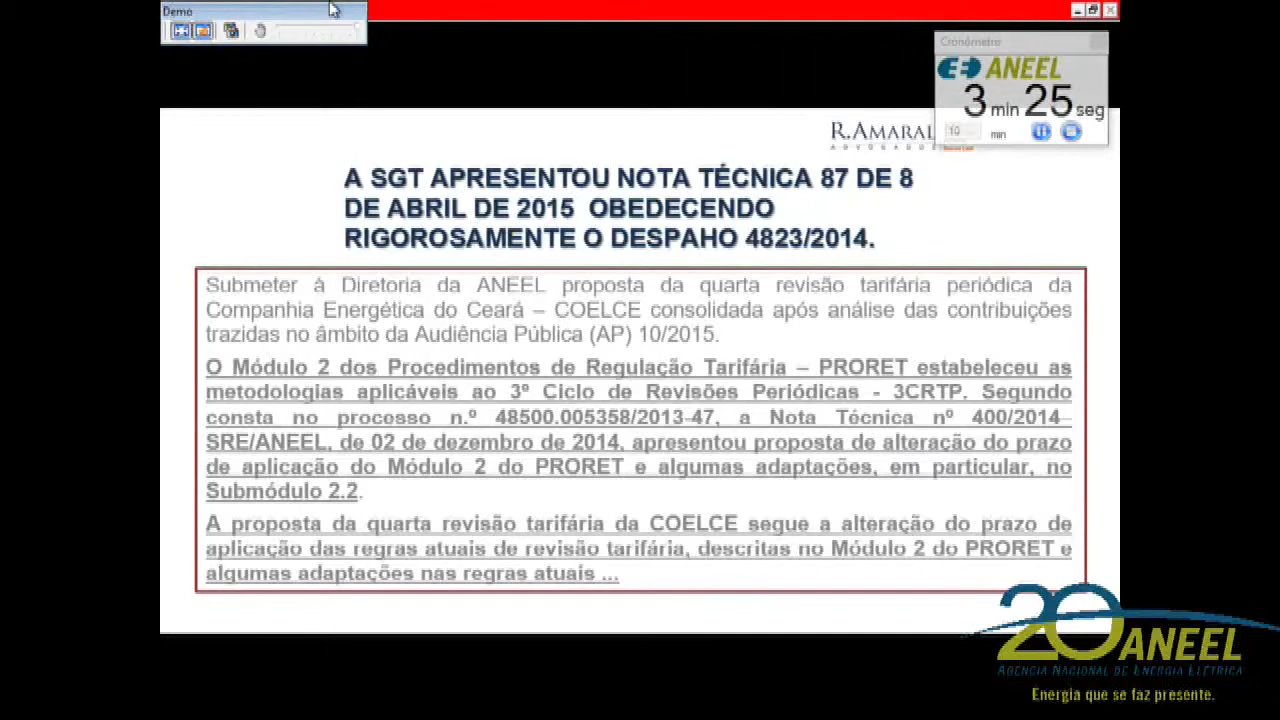 Demo
Cronômetro
ANEEL
3 min 25 seg
10 min
R.AMARAL
A SGT APRESENTOU NOTA TÉCNICA 87 DE 8
DE ABRIL DE 2015 OBEDECENDO
RIGOROSAMENTE O DESPAHO 4823/2014.
Submeter à Diretoria da ANEEL proposta da quarta revisão tarifária periódica da
Companhia Energética do Ceará – COELCE consolidada após análise das contribuições
trazidas no âmbito da Audiência Pública (AP) 10/2015.
O Módulo 2 dos Procedimentos de Regulação Tarifária – PRORET estabeleceu as
metodologias aplicáveis ao 3º Ciclo de Revisões Periódicas - 3CRTP. Segundo
consta no processo n.º 48500.005358/2013-47, a Nota Técnica nº 400/2014–
SRE/ANEEL, de 02 de dezembro de 2014, apresentou proposta de alteração do prazo
de aplicação do Módulo 2 do PRORET e algumas adaptações, em particular, no
Submódulo 2.2.
A proposta da quarta revisão tarifária da COELCE segue a alteração do prazo de
aplicação das regras atuais de revisão tarifária, descritas no Módulo 2 do PRORET e
algumas adaptações nas regras atuais ...
20 ANEEL
AGÊNCIA NACIONAL DE ENERGIA ELÉTRICA
Energia que se faz presente.